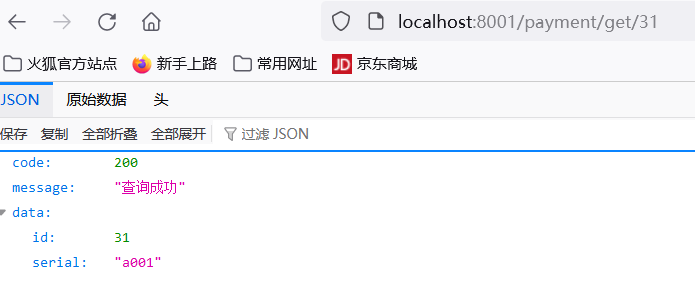 localhost:8001/payment/get/31
火狐官方站点 新手上路 常用网址 JD 京东商城
JSON 原始数据 头
保存 复制 全部折叠 全部展开 过滤 JSON
code: 200
message: "查询成功"
data:
id: 31
serial: "a001"